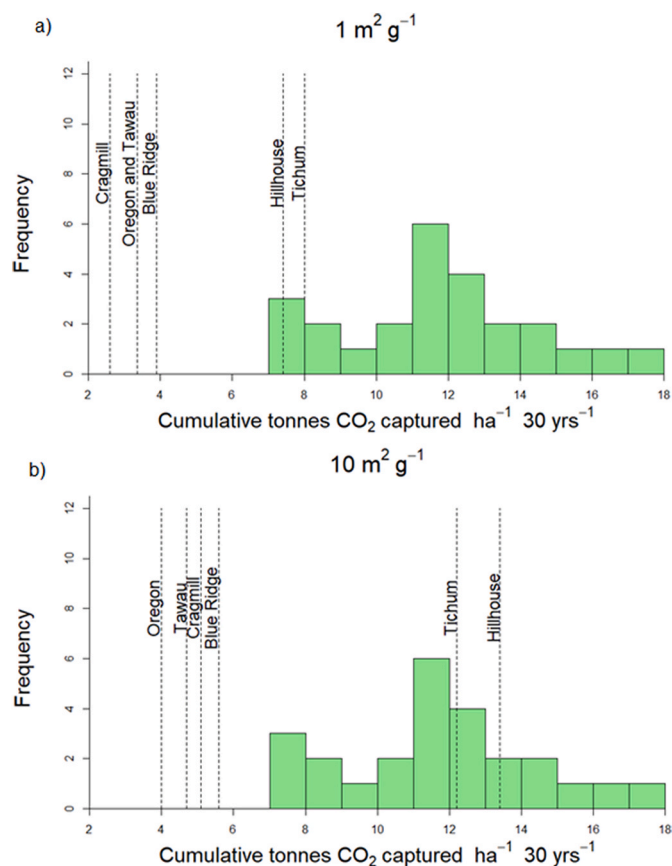 a)
1 m² g⁻¹
Frequency
0
2
4
6
8
10
12
Cragmill
Oregon and Tawau
Blue Ridge
Hillhouse
Tichum
2 4 6 8 10 12 14 16 18
Cumulative tonnes CO₂ captured ha⁻¹ 30 yrs⁻¹
b)
10 m² g⁻¹
Frequency
0
2
4
6
8
10
12
Oregon
Tawau
Cragmill
Blue Ridge
Tichum
Hillhouse
2 4 6 8 10 12 14 16 18
Cumulative tonnes CO₂ captured ha⁻¹ 30 yrs⁻¹